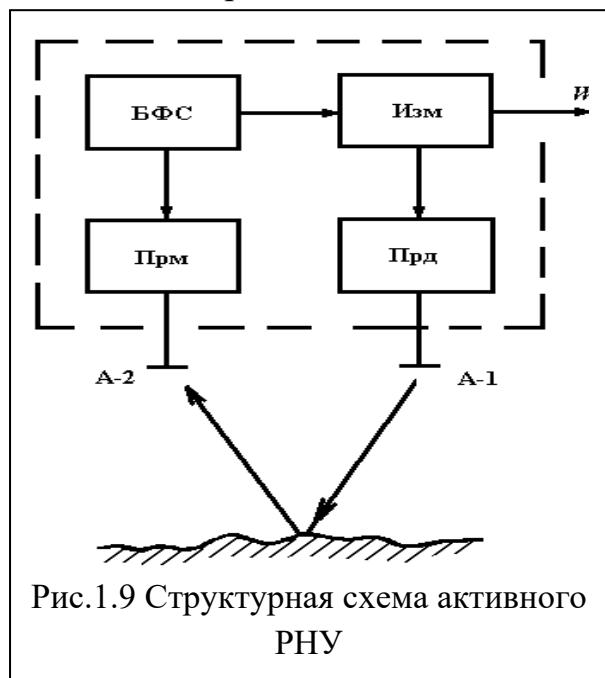 БФС
Изм
И
Прм
Прд
А-2
А-1
Рис.1.9 Структурная схема активного
РНУ